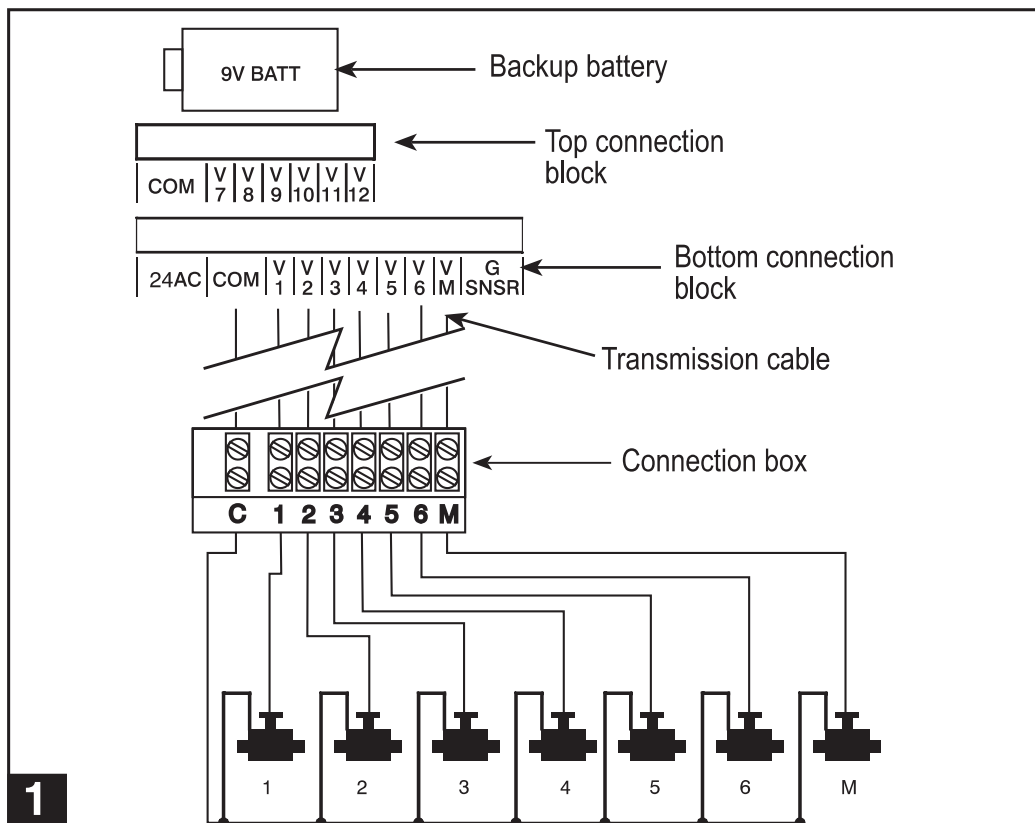 9V BATT
Backup battery
Top connection
block
COM V 7 V 8 V 9 V 10 V 11 V 12
Bottom connection
block
24AC COM V 1 V 2 V 3 V 4 V 5 V 6 V M G SNSR
Transmission cable
Connection box
C 1 2 3 4 5 6 M
1 2 3 4 5 6 M
1